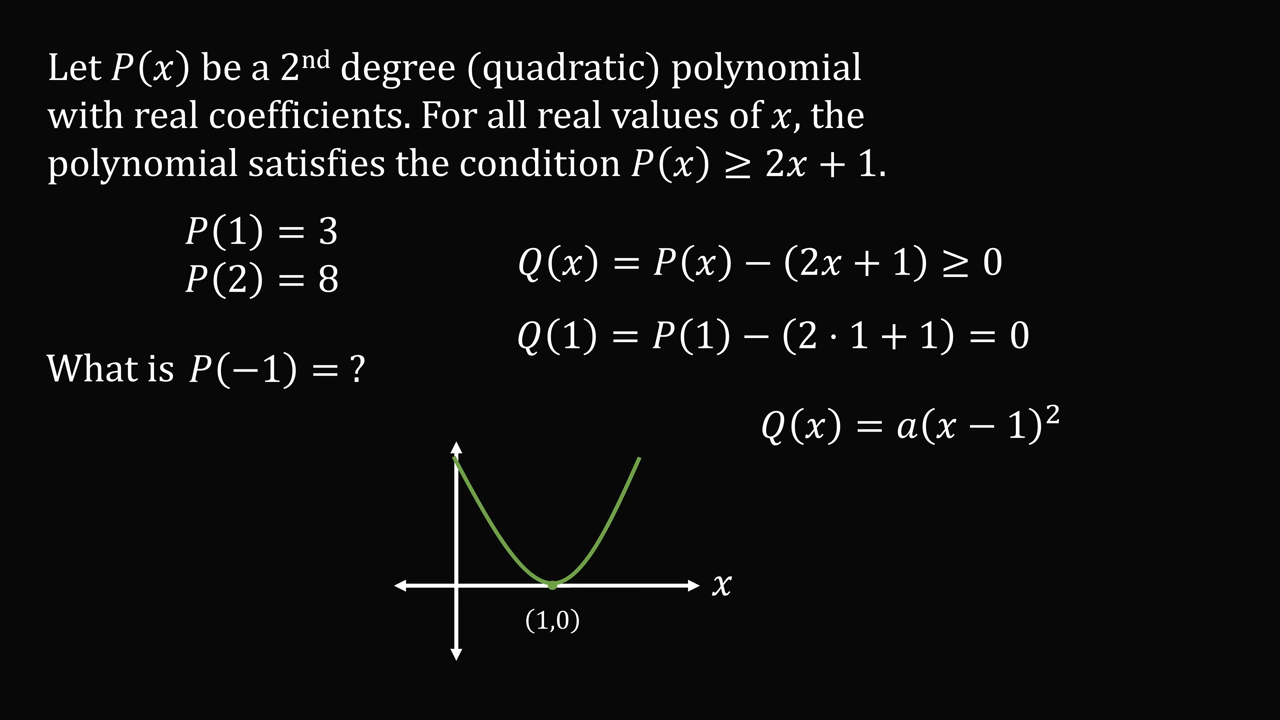 Let P(x) be a 2ⁿᵈ degree (quadratic) polynomial
with real coefficients. For all real values of x, the
polynomial satisfies the condition P(x) ≥ 2x + 1.
P(1) = 3
P(2) = 8
What is P(−1) = ?
Q(x) = P(x) − (2x + 1) ≥ 0
Q(1) = P(1) − (2 · 1 + 1) = 0
Q(x) = a(x − 1)²
x
(1,0)